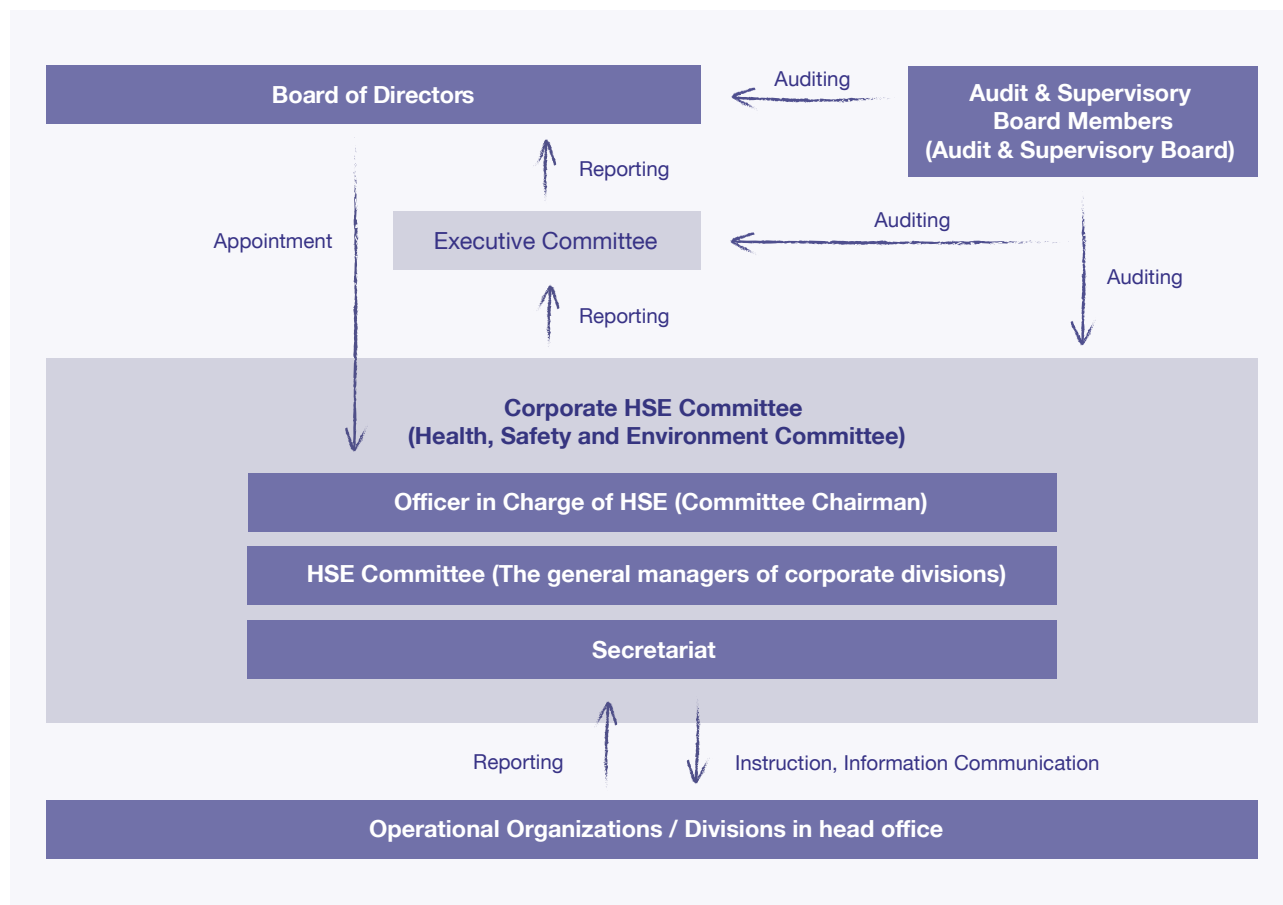 Board of Directors
Auditing
Audit & Supervisory
Board Members
(Audit & Supervisory Board)
Reporting
Appointment
Executive Committee
Auditing
Auditing
Reporting
Corporate HSE Committee
(Health, Safety and Environment Committee)
Officer in Charge of HSE (Committee Chairman)
HSE Committee (The general managers of corporate divisions)
Secretariat
Reporting
Instruction, Information Communication
Operational Organizations / Divisions in head office